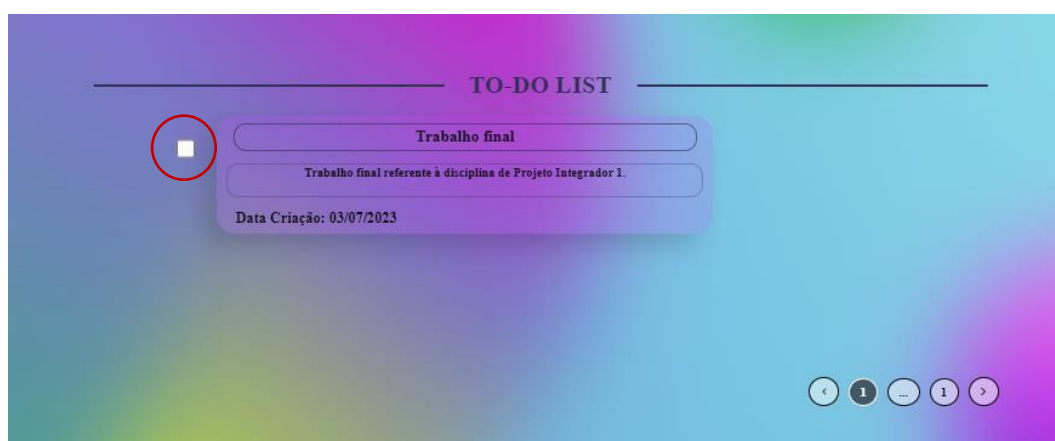 TO-DO LIST
Trabalho final
Trabalho final referente à disciplina de Projeto Integrador 1.
Data Criação: 03/07/2023
‹ 1 ... 1 ›